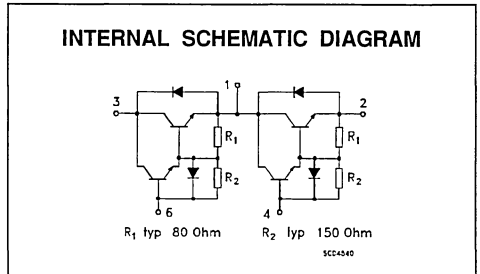 INTERNAL SCHEMATIC DIAGRAM
1
3
2
R1
R1
R2
R2
6
4
R1 typ 80 Ohm
R2 typ 150 Ohm
SCC4540